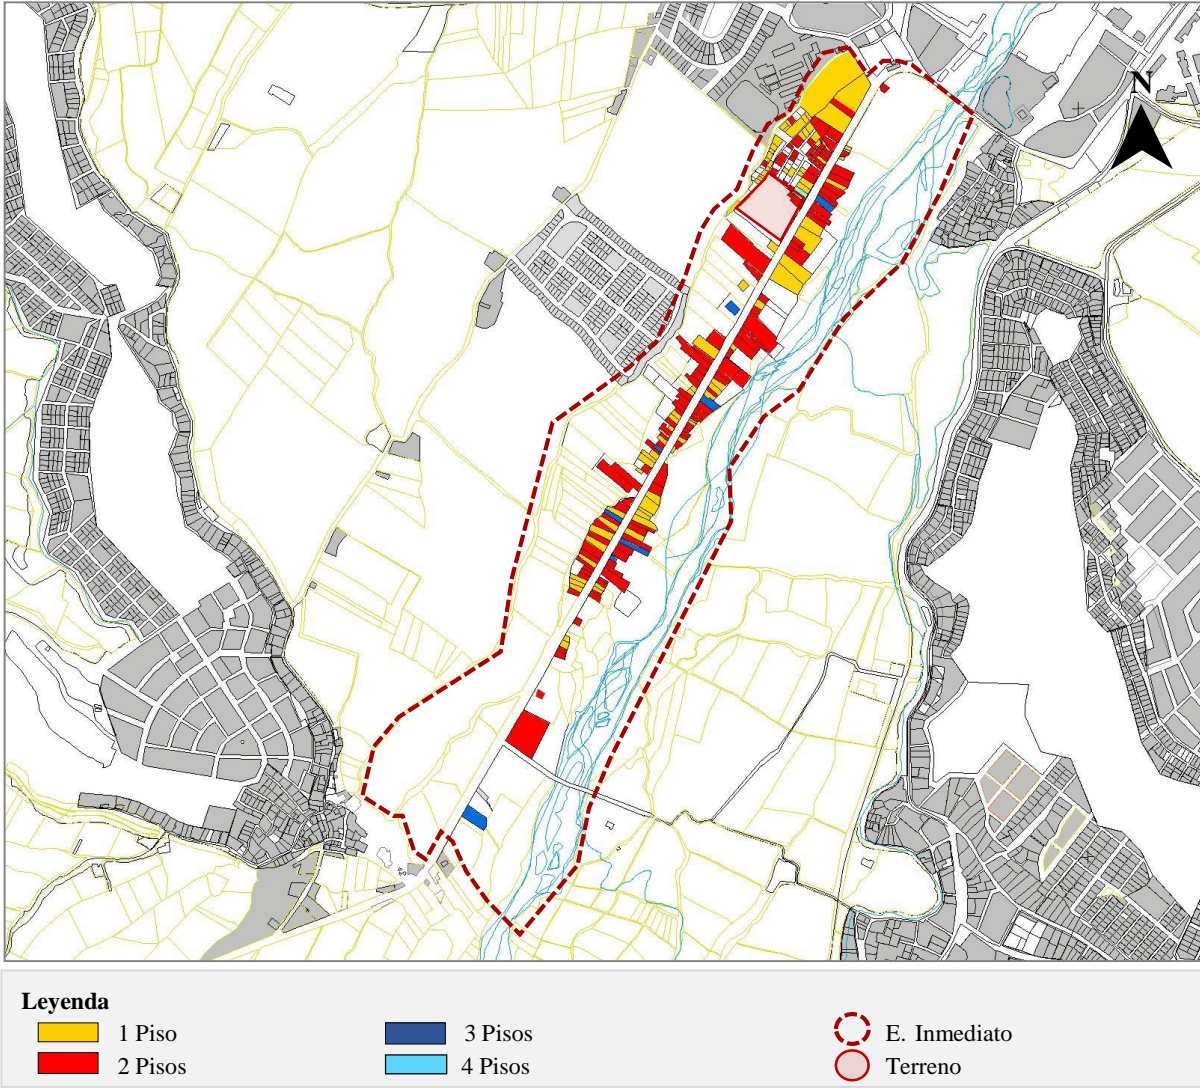 N
Leyenda
1 Piso
2 Pisos
3 Pisos
4 Pisos
E. Inmediato
Terreno